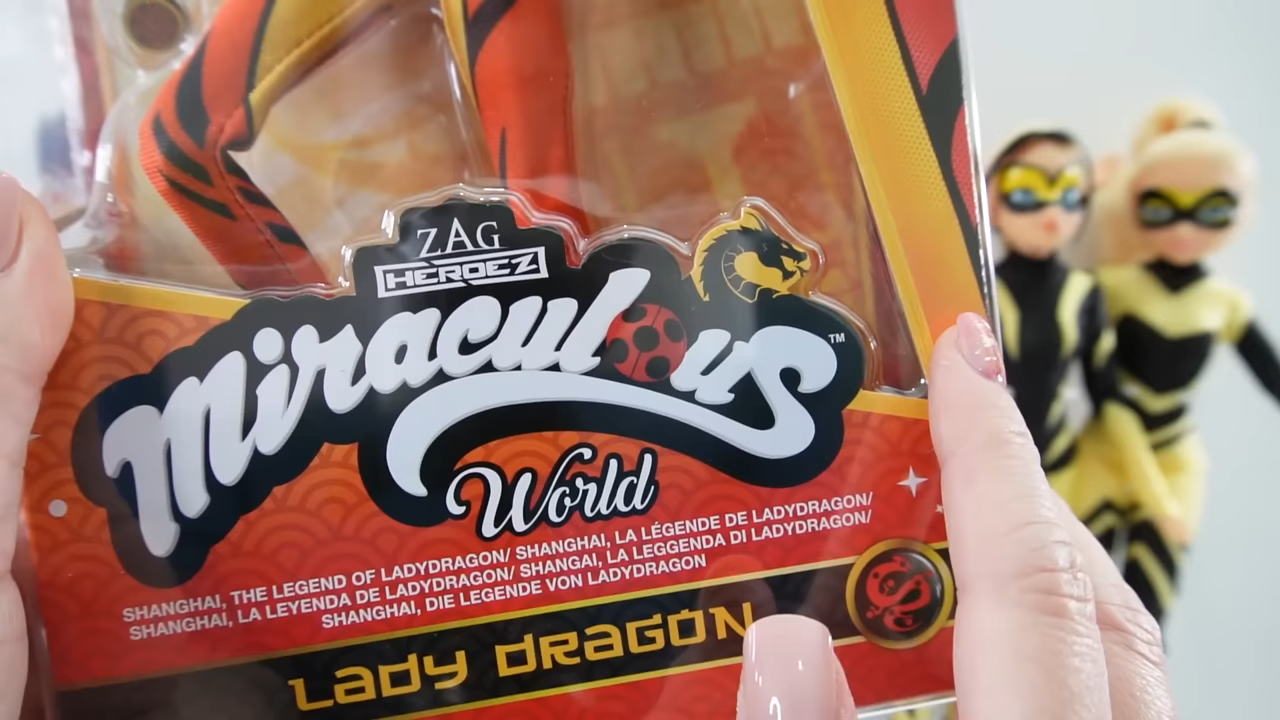 ZAG
HEROEZ
Miraculous™
World
SHANGHAI, THE LEGEND OF LADYDRAGON/ SHANGHAI, LA LÉGENDE DE LADYDRAGON/
SHANGHAI, LA LEYENDA DE LADYDRAGON/ SHANGAI, LA LEGGENDA DI LADYDRAGON/
SHANGHAI, DIE LEGENDE VON LADYDRAGON
LADY DRAGON